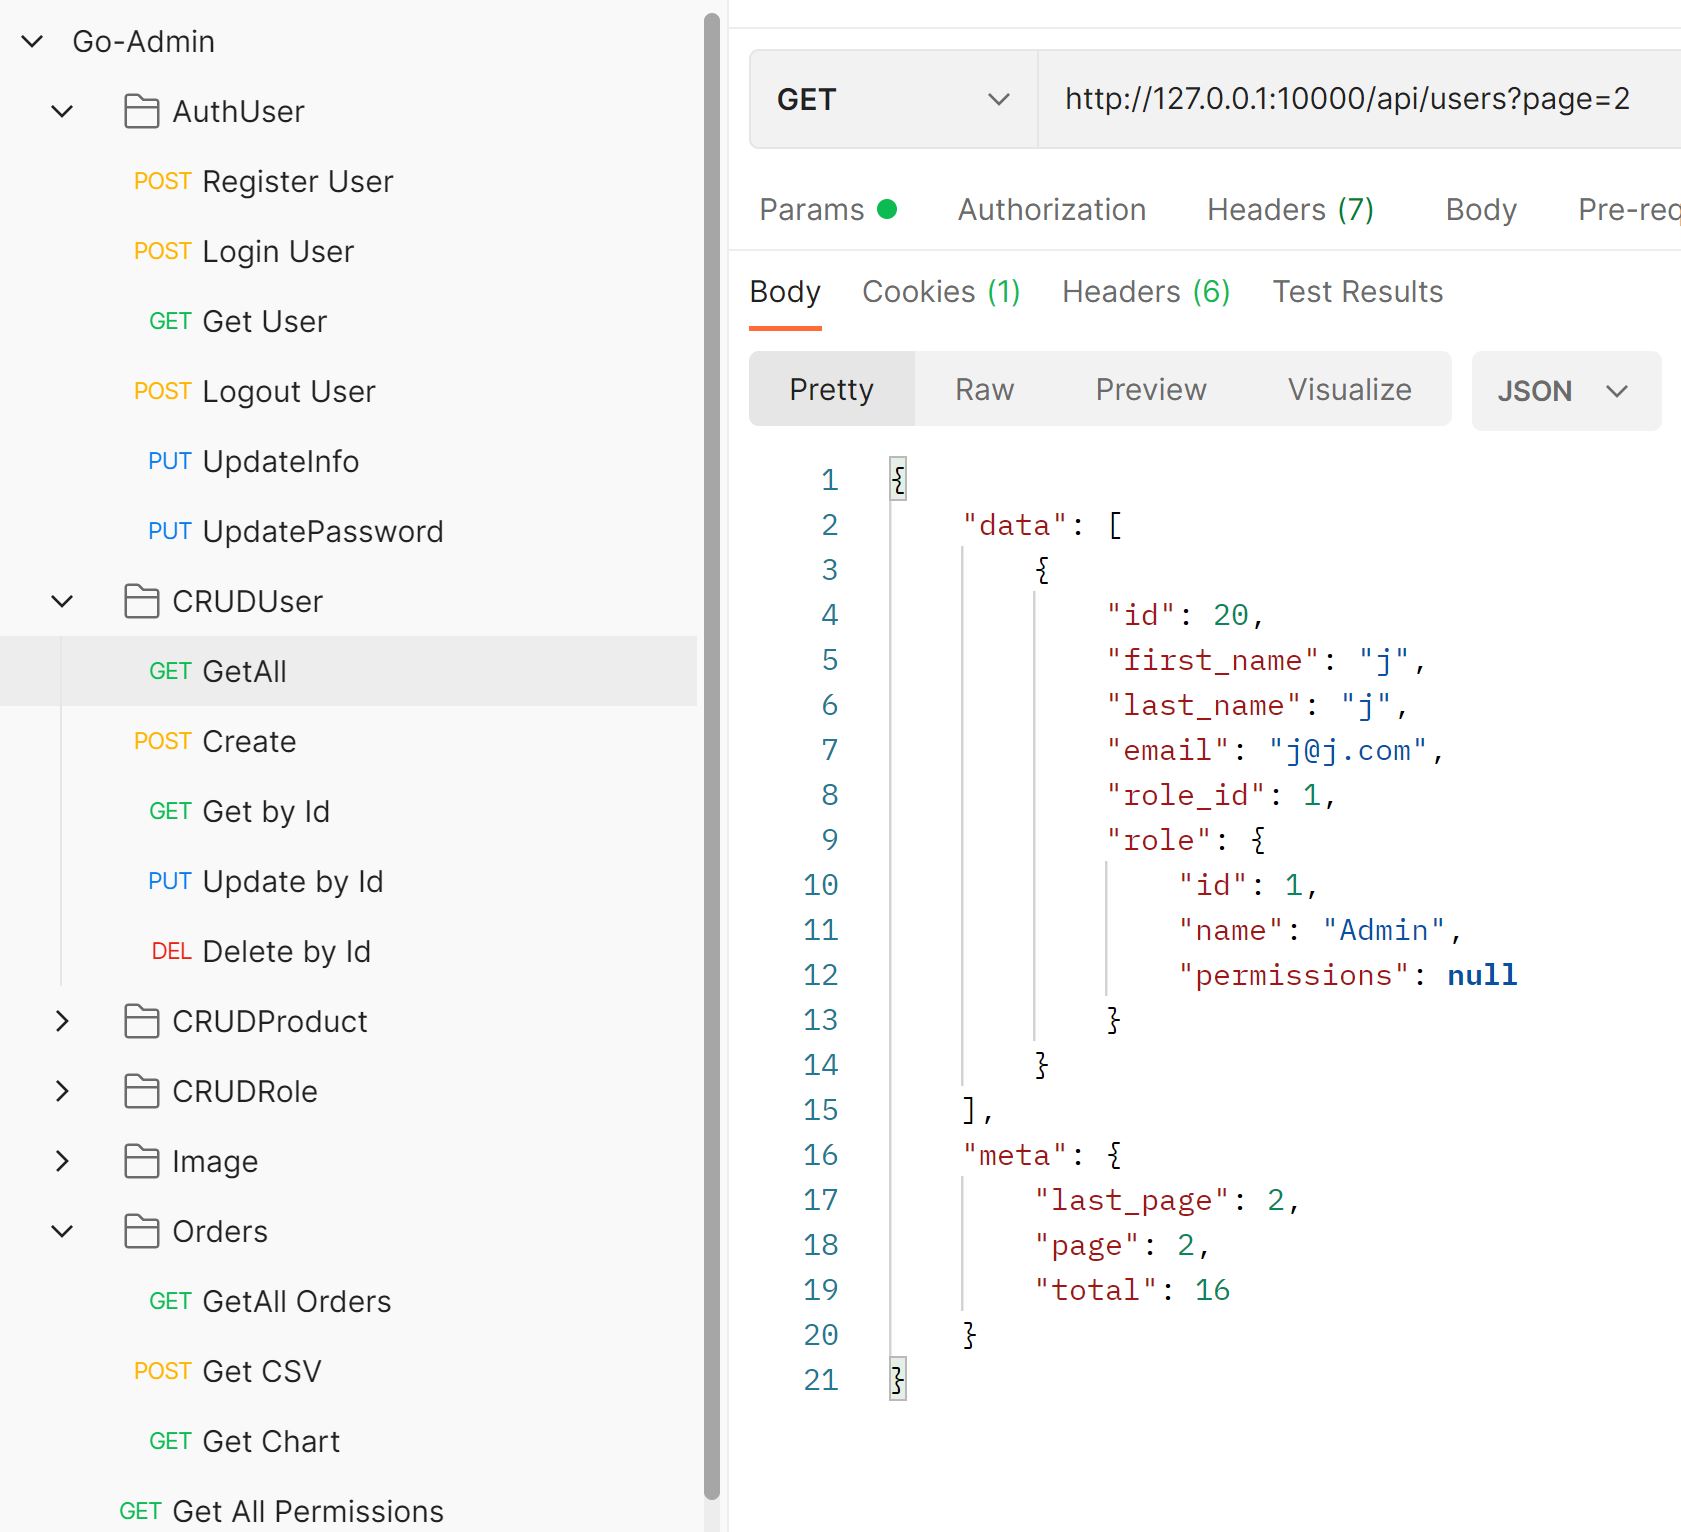 Go-Admin
AuthUser
POST Register User
POST Login User
GET Get User
POST Logout User
PUT UpdateInfo
PUT UpdatePassword
CRUDUser
GET GetAll
POST Create
GET Get by Id
PUT Update by Id
DEL Delete by Id
CRUDProduct
CRUDRole
Image
Orders
GET GetAll Orders
POST Get CSV
GET Get Chart
GET Get All Permissions
GET http://127.0.0.1:10000/api/users?page=2
Params Authorization Headers (7) Body Pre-req
Body Cookies (1) Headers (6) Test Results
Pretty Raw Preview Visualize JSON
1 {
2 "data": [
3 {
4 "id": 20,
5 "first_name": "j",
6 "last_name": "j",
7 "email": "j@j.com",
8 "role_id": 1,
9 "role": {
10 "id": 1,
11 "name": "Admin",
12 "permissions": null
13 }
14 }
15 ],
16 "meta": {
17 "last_page": 2,
18 "page": 2,
19 "total": 16
20 }
21 }